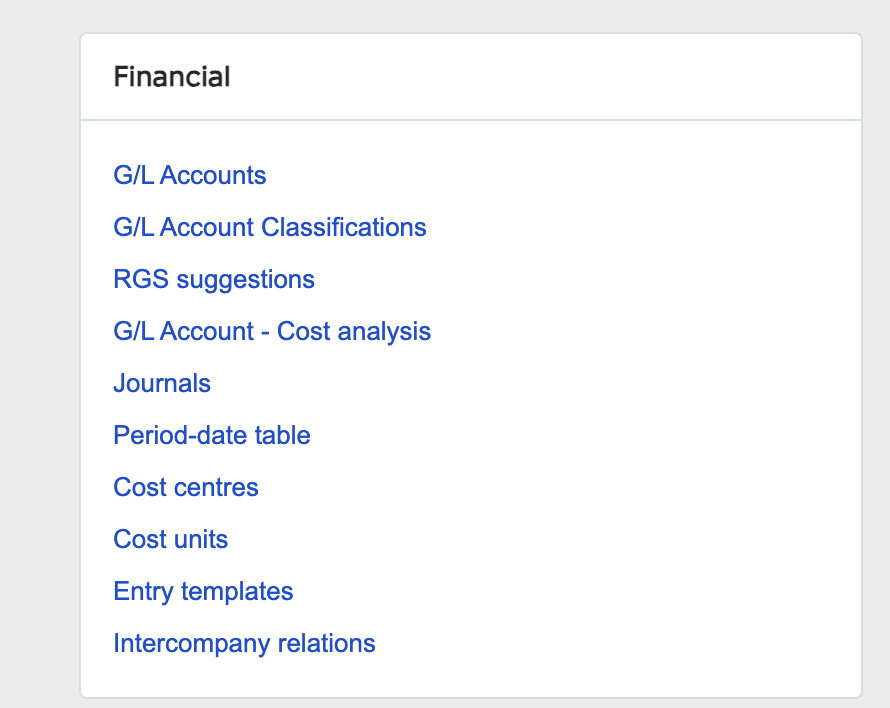 Financial
G/L Accounts
G/L Account Classifications
RGS suggestions
G/L Account - Cost analysis
Journals
Period-date table
Cost centres
Cost units
Entry templates
Intercompany relations